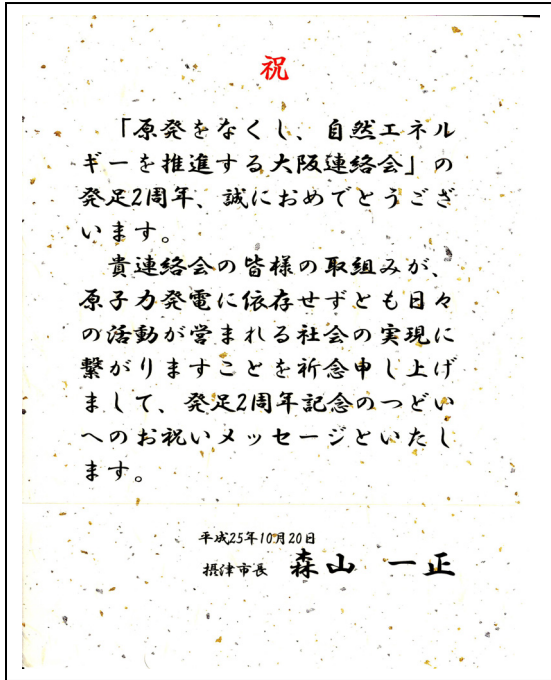 祝
「原発をなくし、自然エネル
ギーを推進する大阪連絡会」の
発足2周年、誠におめでとうござ
います。
貴連絡会の皆様の取組みが、
原子力発電に依存せずとも日々
の活動が営まれる社会の実現に
繋がりますことを祈念申し上げ
まして、発足2周年記念のつどい
へのお祝いメッセージといたし
ます。
平成25年10月20日
摂津市長 森山 一正